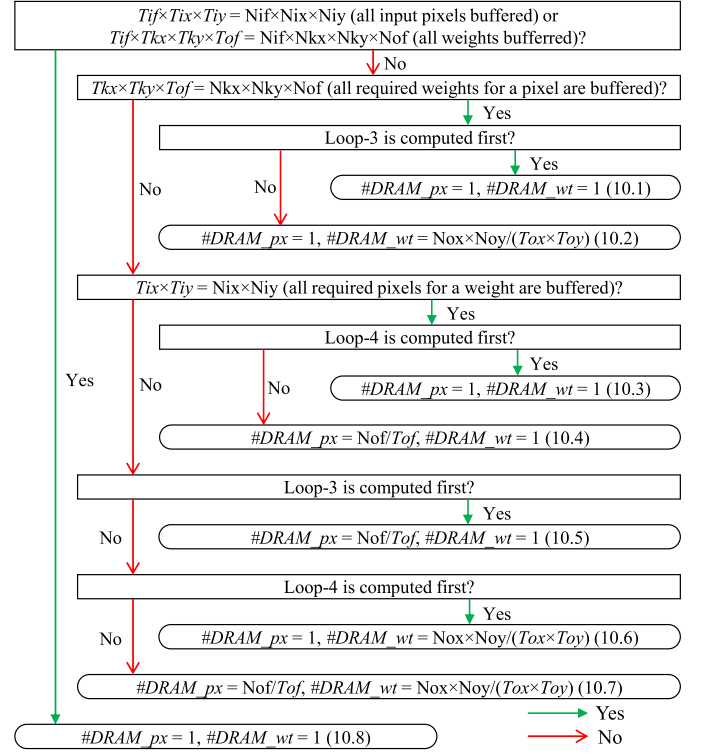 Tif×Tix×Tiy = Nif×Nix×Niy (all input pixels buffered) or
Tif×Tkx×Tky×Tof = Nif×Nkx×Nky×Nof (all weights bufferred)?
No
Tkx×Tky×Tof = Nkx×Nky×Nof (all required weights for a pixel are buffered)?
Yes
Loop-3 is computed first?
Yes
No
No
#DRAM_px = 1, #DRAM_wt = 1 (10.1)
#DRAM_px = 1, #DRAM_wt = Nox×Noy/(Tox×Toy) (10.2)
Tix×Tiy = Nix×Niy (all required pixels for a weight are buffered)?
Yes
Loop-4 is computed first?
Yes
Yes
No
No
#DRAM_px = 1, #DRAM_wt = 1 (10.3)
#DRAM_px = Nof/Tof, #DRAM_wt = 1 (10.4)
Loop-3 is computed first?
Yes
No
#DRAM_px = Nof/Tof, #DRAM_wt = 1 (10.5)
Loop-4 is computed first?
Yes
No
#DRAM_px = 1, #DRAM_wt = Nox×Noy/(Tox×Toy) (10.6)
#DRAM_px = Nof/Tof, #DRAM_wt = Nox×Noy/(Tox×Toy) (10.7)
Yes
#DRAM_px = 1, #DRAM_wt = 1 (10.8)
No